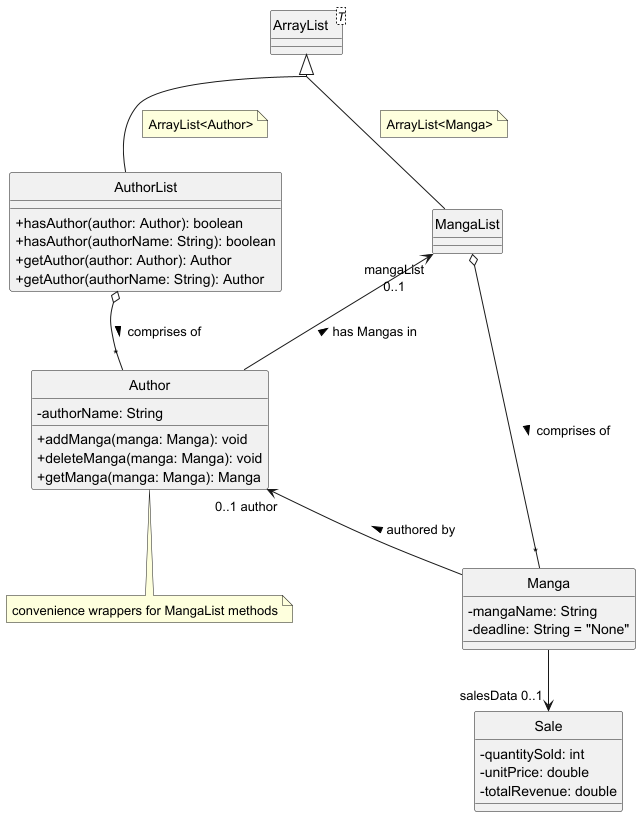 ArrayList
T
ArrayList<Author>
ArrayList<Manga>
AuthorList
+hasAuthor(author: Author): boolean
+hasAuthor(authorName: String): boolean
+getAuthor(author: Author): Author
+getAuthor(authorName: String): Author
MangaList
mangaList
0..1
comprises of
*
has Mangas in
Author
-authorName: String
+addManga(manga: Manga): void
+deleteManga(manga: Manga): void
+getManga(manga: Manga): Manga
comprises of
*
0..1 author
authored by
convenience wrappers for MangaList methods
Manga
-mangaName: String
-deadline: String = "None"
salesData 0..1
Sale
-quantitySold: int
-unitPrice: double
-totalRevenue: double